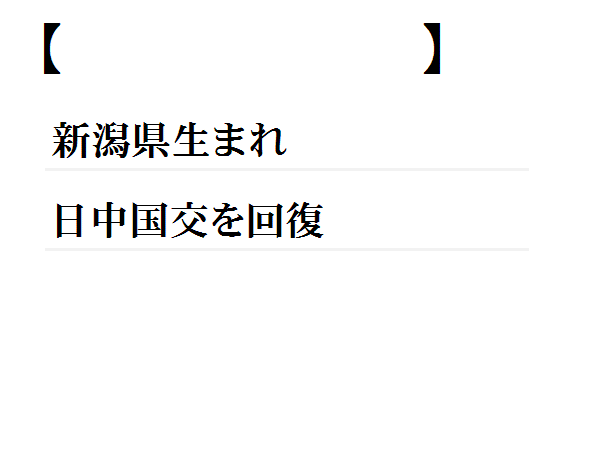 【　　　　　　　　　】
新潟県生まれ
日中国交を回復